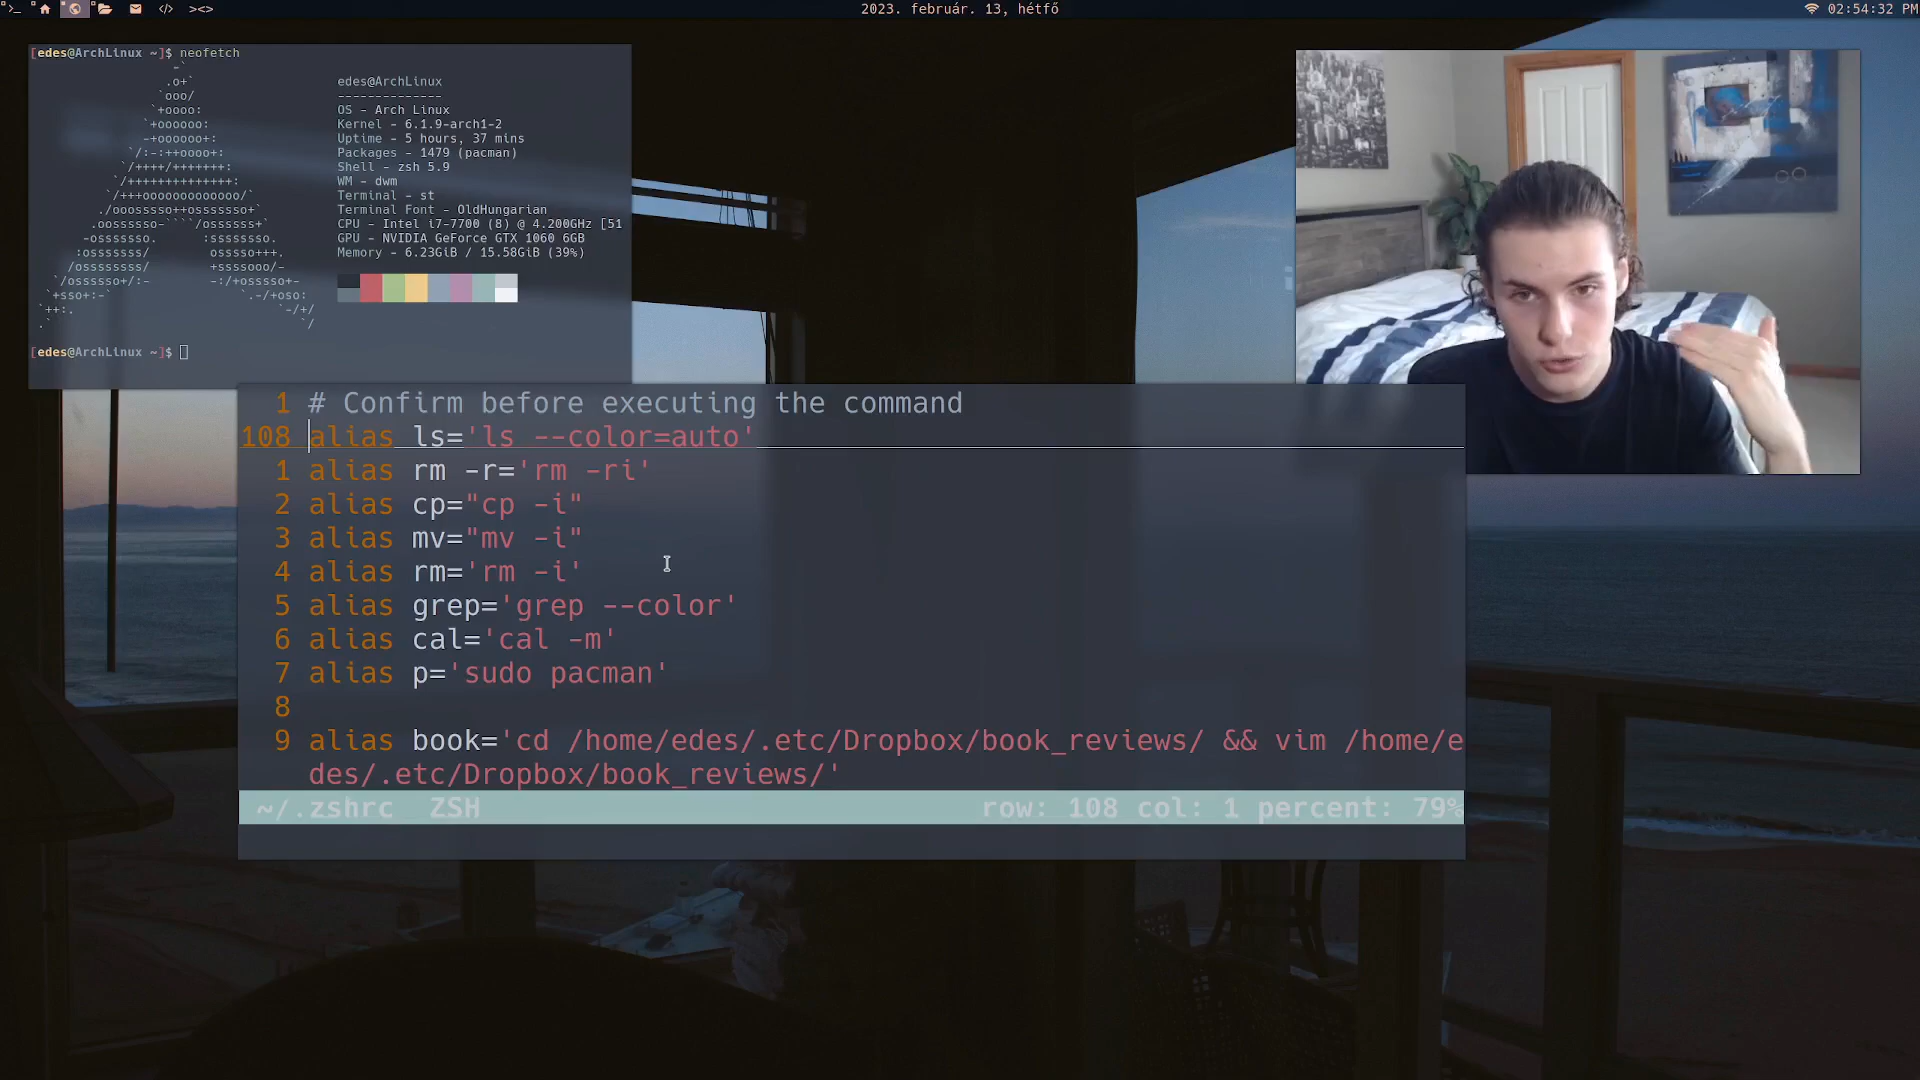 2023. február. 13, hétfő
02:54:32 PM
[edes@ArchLinux ~]$ neofetch
edes@ArchLinux
--------------
OS - Arch Linux
Kernel - 6.1.9-arch1-2
Uptime - 5 hours, 37 mins
Packages - 1479 (pacman)
Shell - zsh 5.9
WM - dwm
Terminal - st
Terminal Font - OldHungarian
CPU - Intel i7-7700 (8) @ 4.200GHz [51
GPU - NVIDIA GeForce GTX 1060 6GB
Memory - 6.23GiB / 15.58GiB (39%)
[edes@ArchLinux ~]$
1 # Confirm before executing the command
108 alias ls='ls --color=auto'
1 alias rm -r='rm -ri'
2 alias cp="cp -i"
3 alias mv="mv -i"
4 alias rm='rm -i'
5 alias grep='grep --color'
6 alias cal='cal -m'
7 alias p='sudo pacman'
8
9 alias book='cd /home/edes/.etc/Dropbox/book_reviews/ && vim /home/e
des/.etc/Dropbox/book_reviews/'
~/.zshrc ZSH row: 108 col: 1 percent: 79%